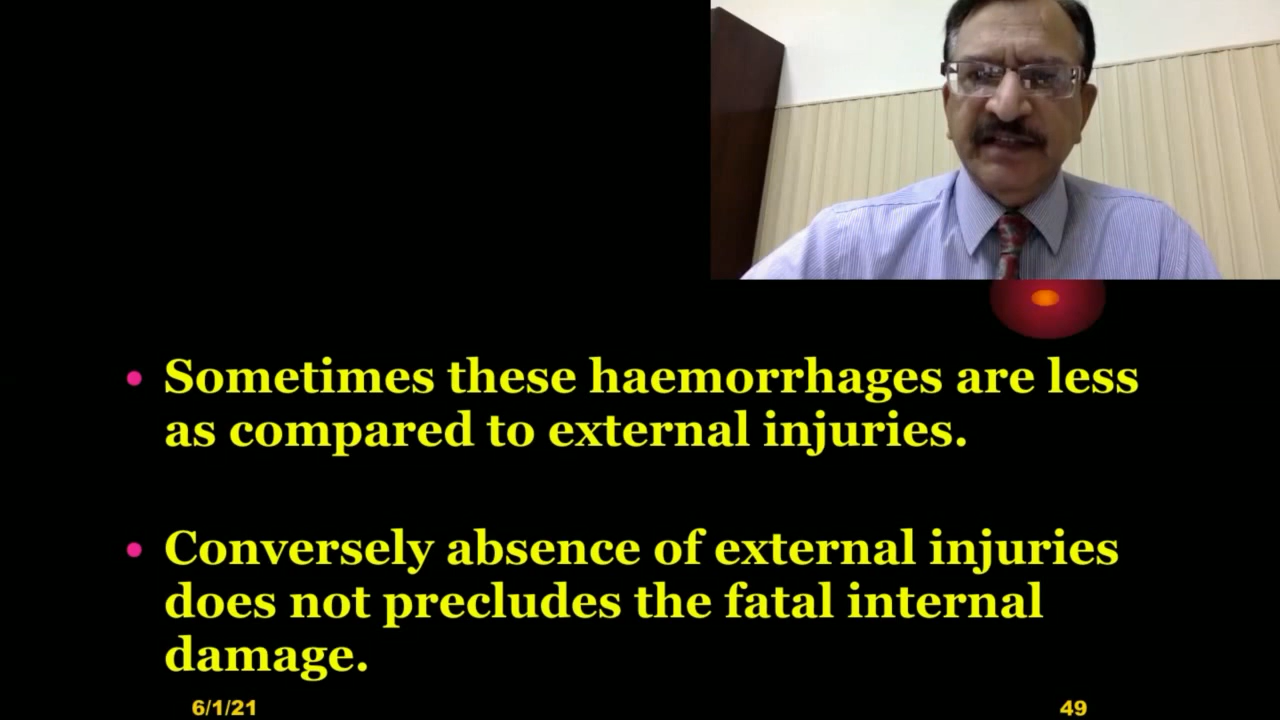 • Sometimes these haemorrhages are less
as compared to external injuries.
• Conversely absence of external injuries
does not precludes the fatal internal
damage.
6/1/21
49